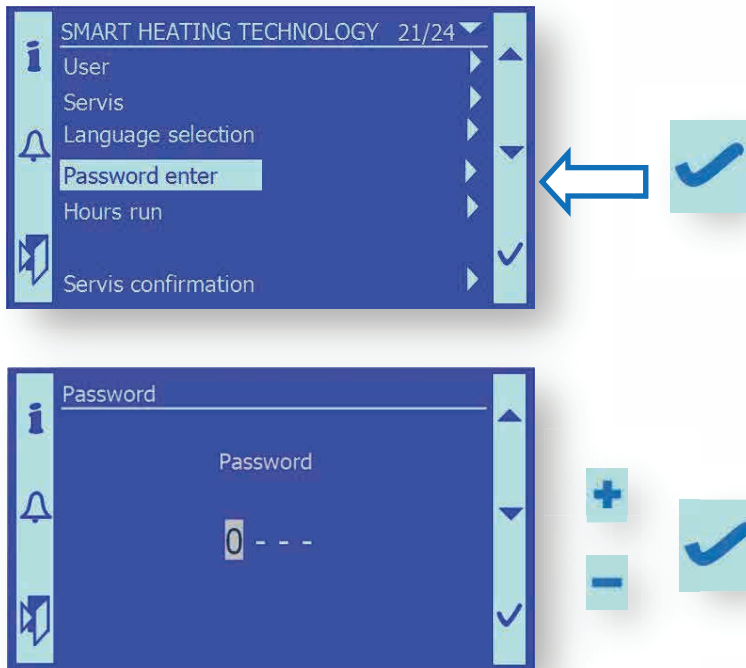 SMART HEATING TECHNOLOGY 21/24
User
Servis
Language selection
Password enter
Hours run
Servis confirmation
Password
Password
0 - - -